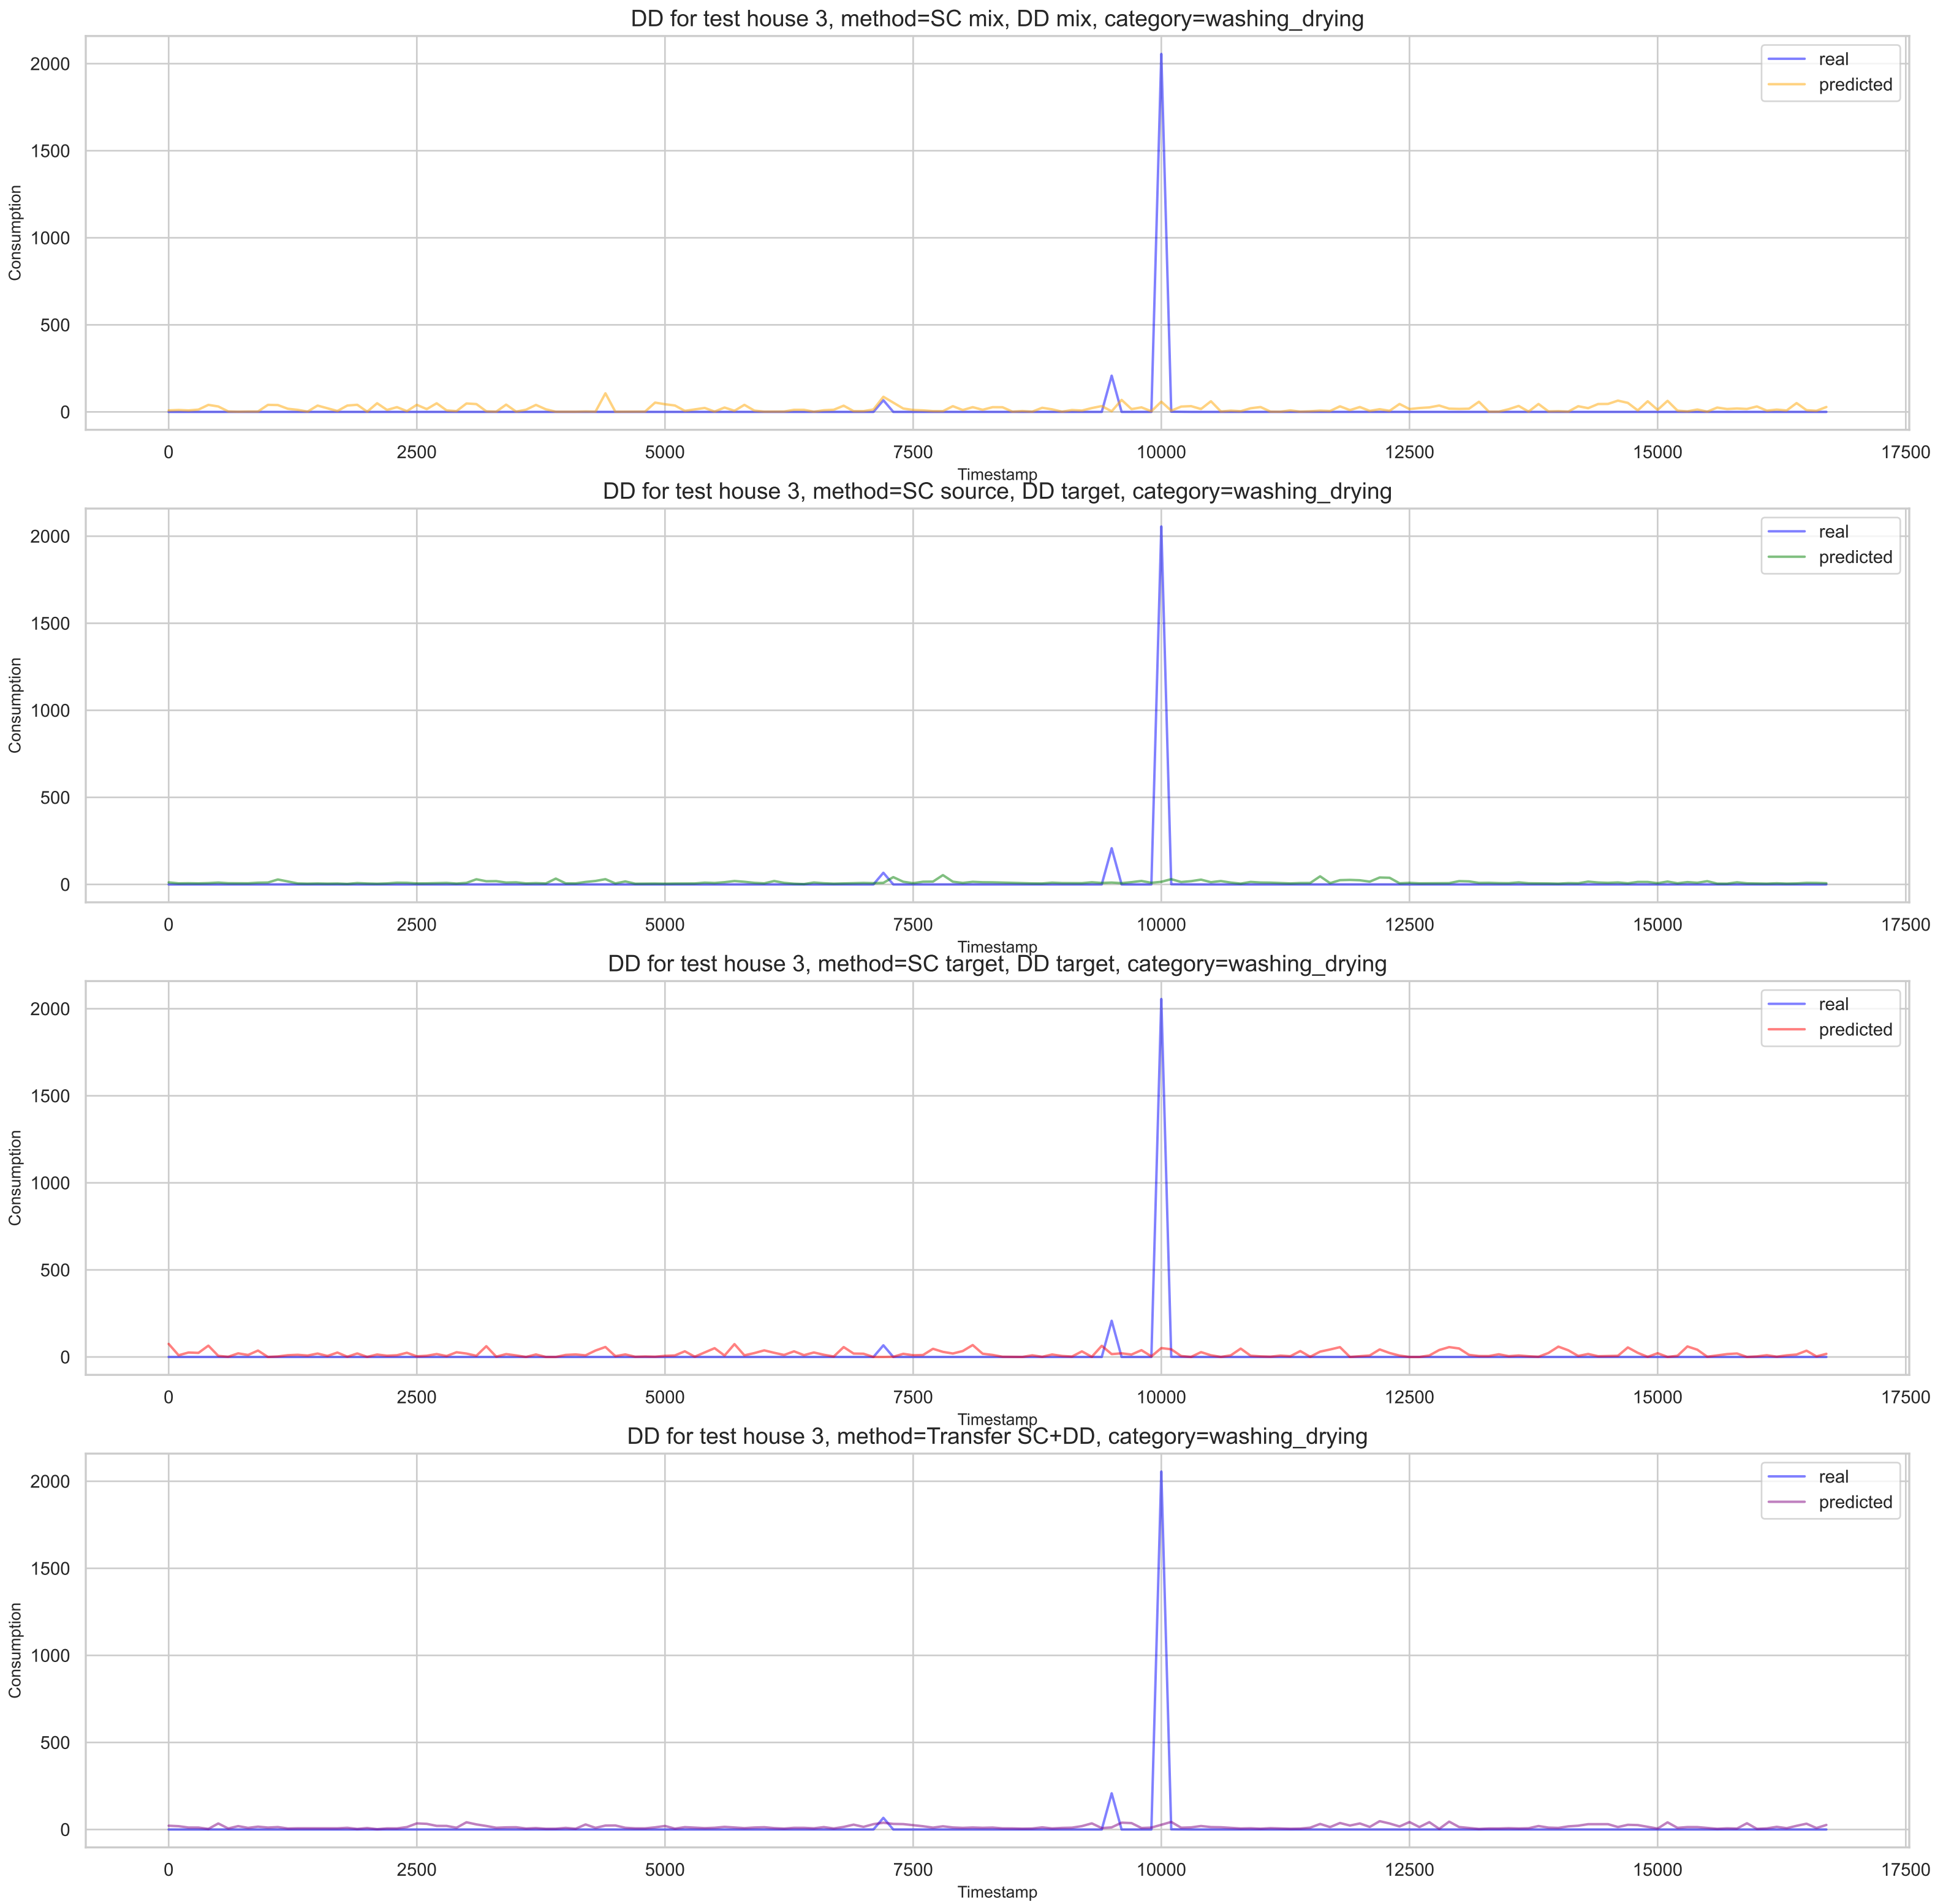 DD for test house 3, method=SC mix, DD mix, category=washing_drying
real
predicted
2000
1500
1000
500
0
Consumption
0 2500 5000 7500 10000 12500 15000 17500
Timestamp
DD for test house 3, method=SC source, DD target, category=washing_drying
real
predicted
2000
1500
1000
500
0
Consumption
0 2500 5000 7500 10000 12500 15000 17500
Timestamp
DD for test house 3, method=SC target, DD target, category=washing_drying
real
predicted
2000
1500
1000
500
0
Consumption
0 2500 5000 7500 10000 12500 15000 17500
Timestamp
DD for test house 3, method=Transfer SC+DD, category=washing_drying
real
predicted
2000
1500
1000
500
0
Consumption
0 2500 5000 7500 10000 12500 15000 17500
Timestamp